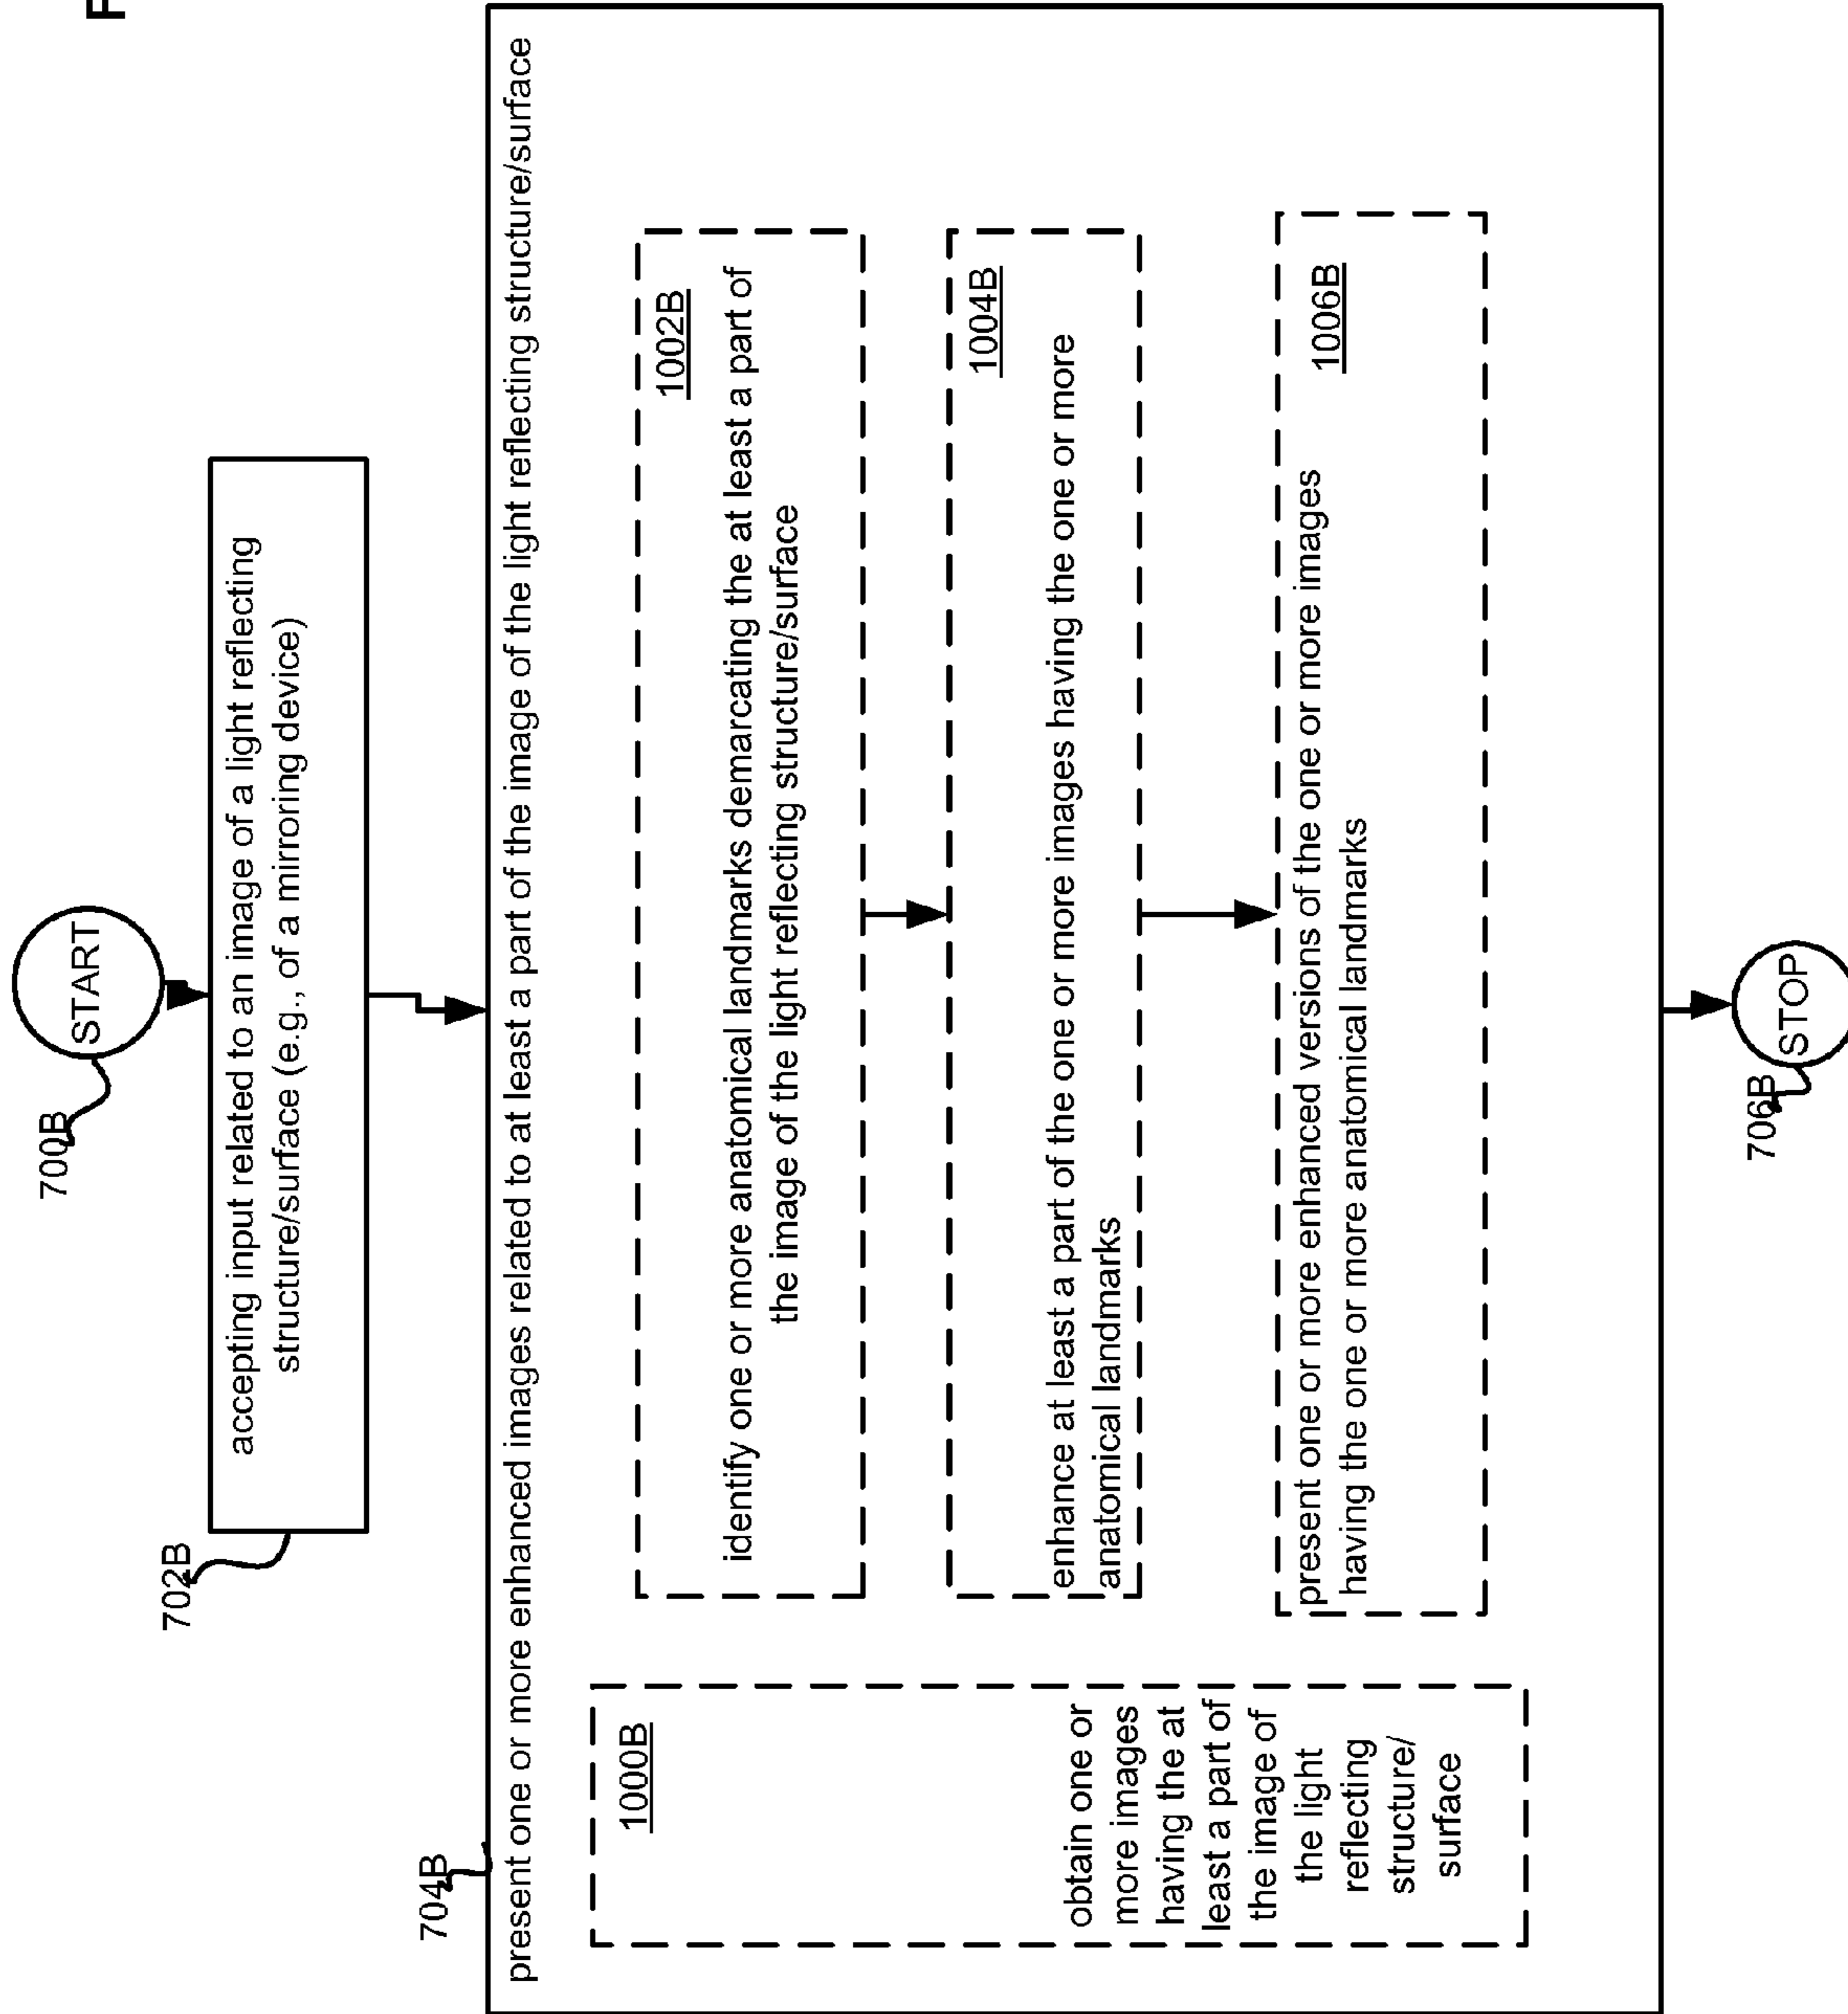 F
START
700B
accepting input related to an image of a light reflecting
structure/surface (e.g., of a mirroring device)
702B
704B
present one or more enhanced images related to at least a part of the image of the light reflecting structure/surface
1000B
obtain one or
more images
having the at
least a part of
the image of
the light
reflecting
structure/
surface
1002B
identify one or more anatomical landmarks demarcating the at least a part of
the image of the light reflecting structure/surface
1004B
enhance at least a part of the one or more images having the one or more
anatomical landmarks
1006B
present one or more enhanced versions of the one or more images
having the one or more anatomical landmarks
STOP
706B